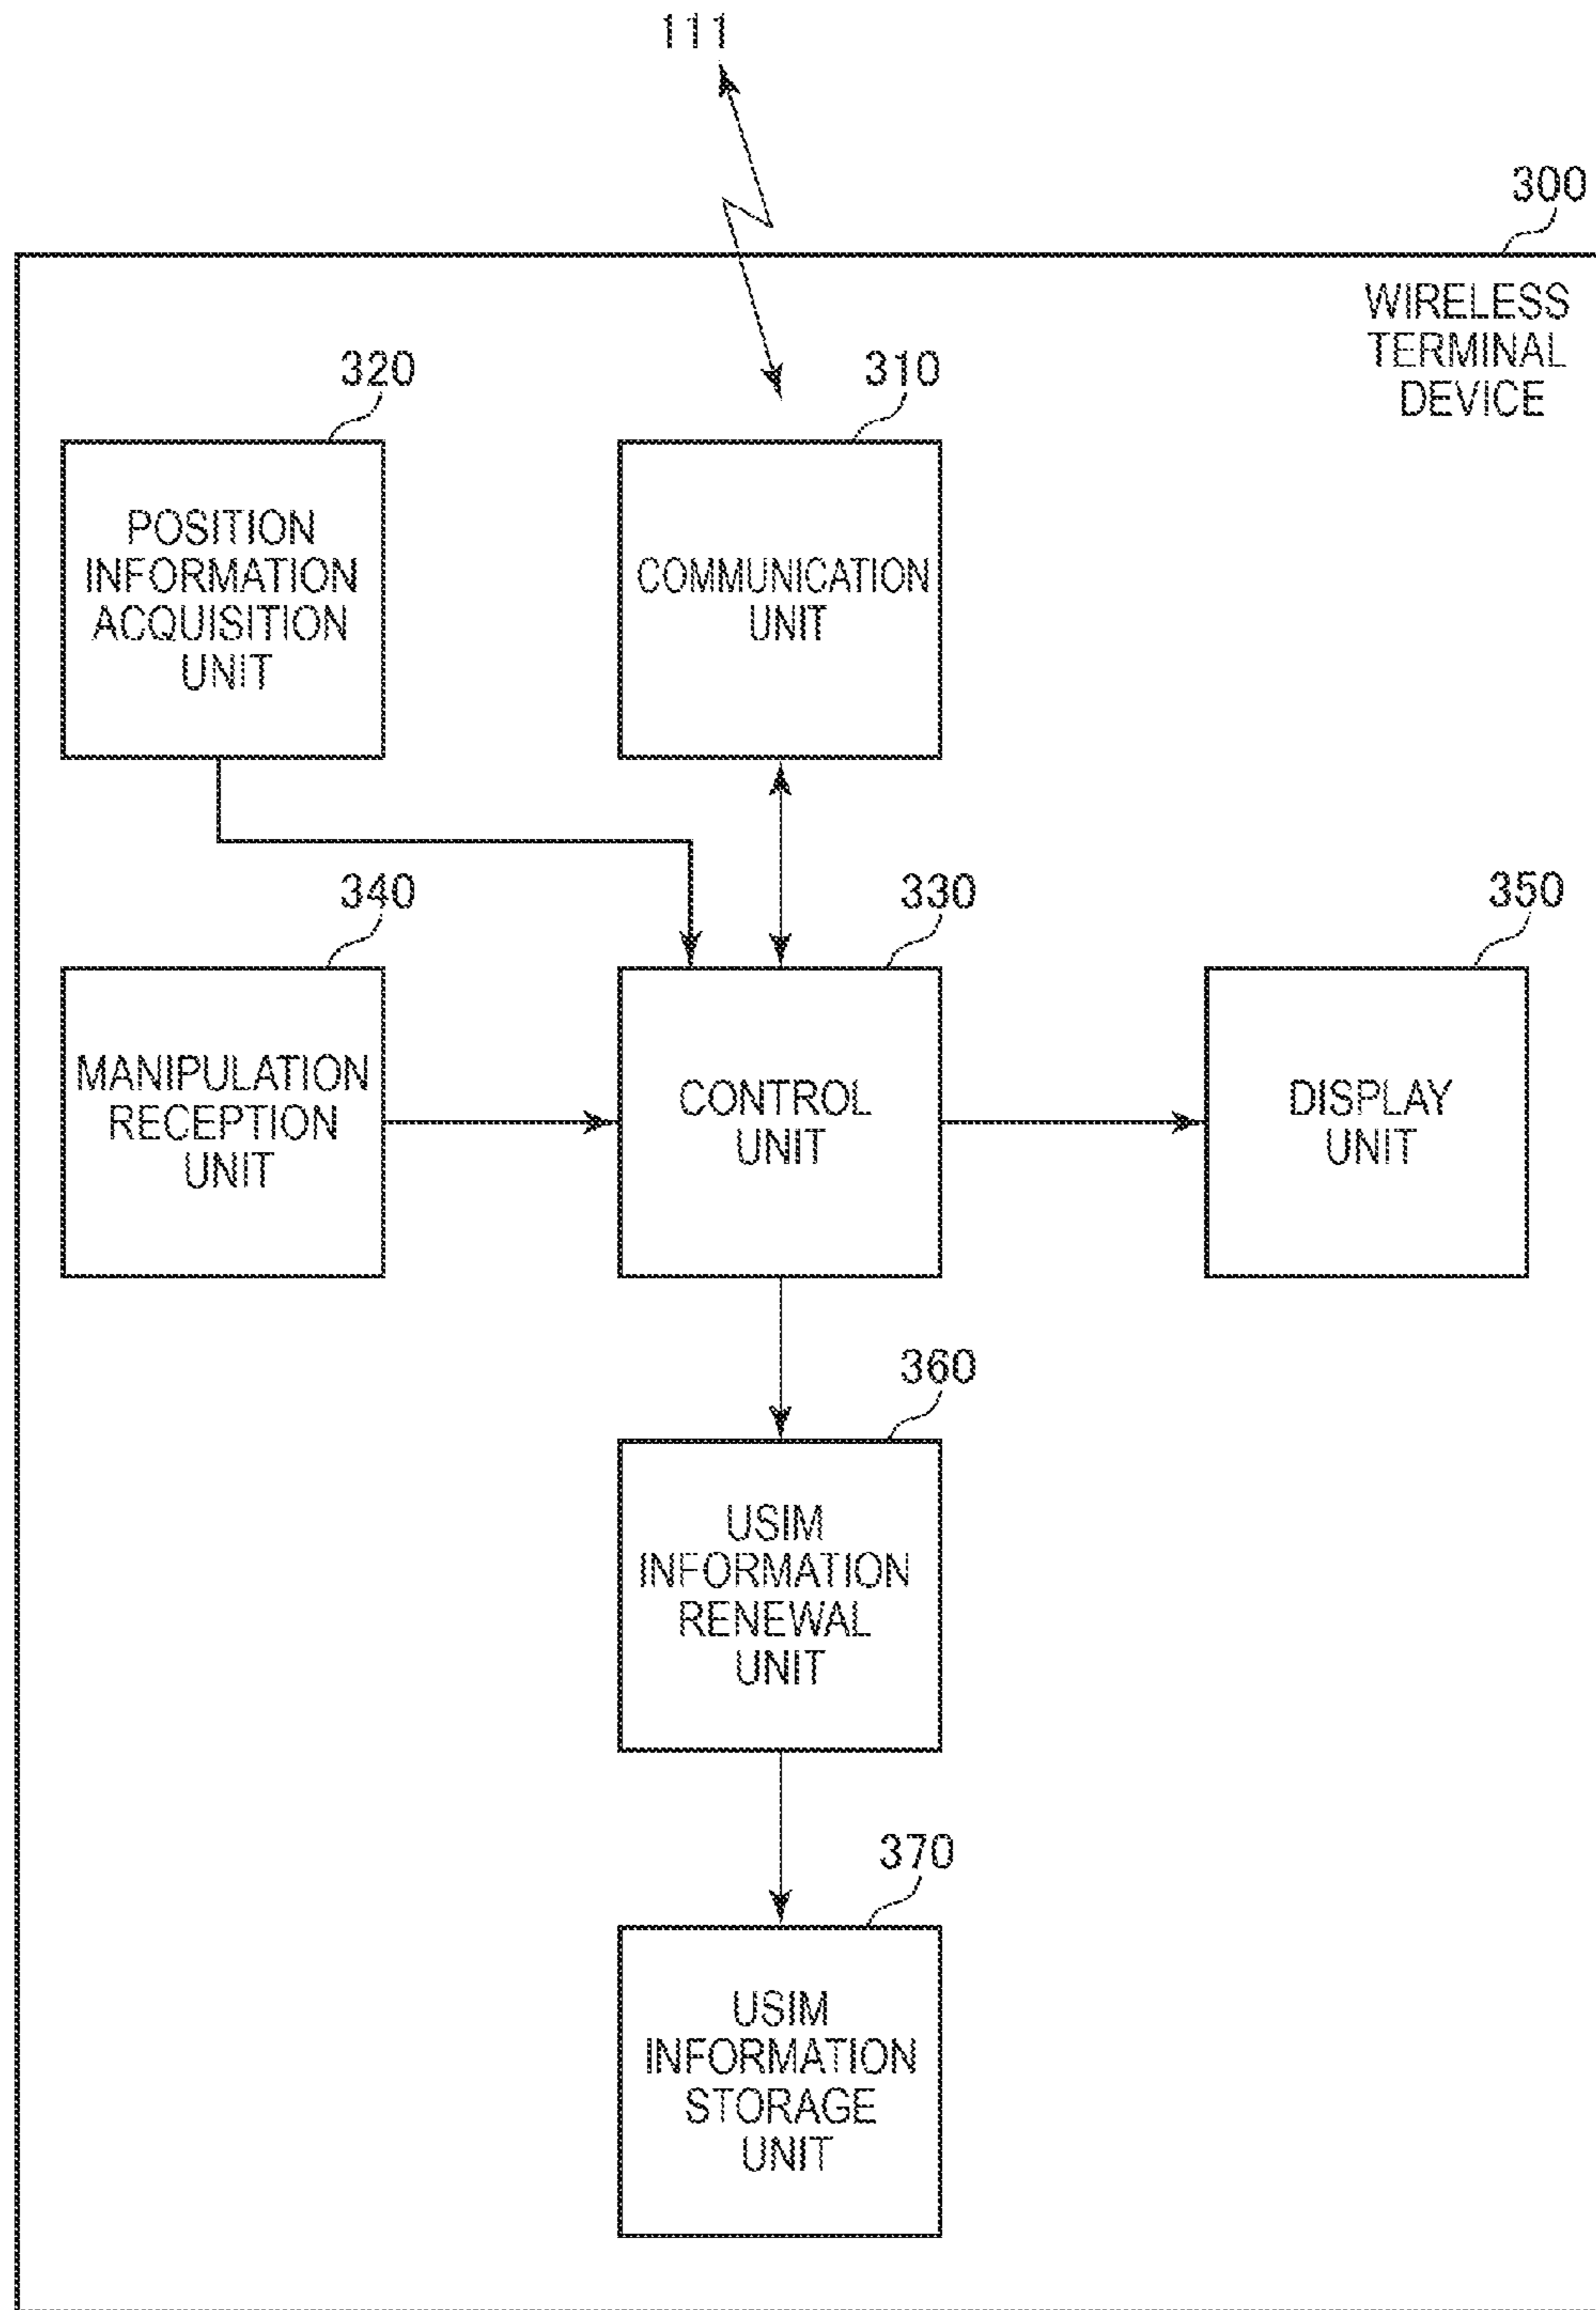 111
300
WIRELESS
TERMINAL
DEVICE
320
310
POSITION
INFORMATION
ACQUISITION
UNIT
COMMUNICATION
UNIT
340
330
350
MANIPULATION
RECEPTION
UNIT
CONTROL
UNIT
DISPLAY
UNIT
360
USIM
INFORMATION
RENEWAL
UNIT
370
USIM
INFORMATION
STORAGE
UNIT